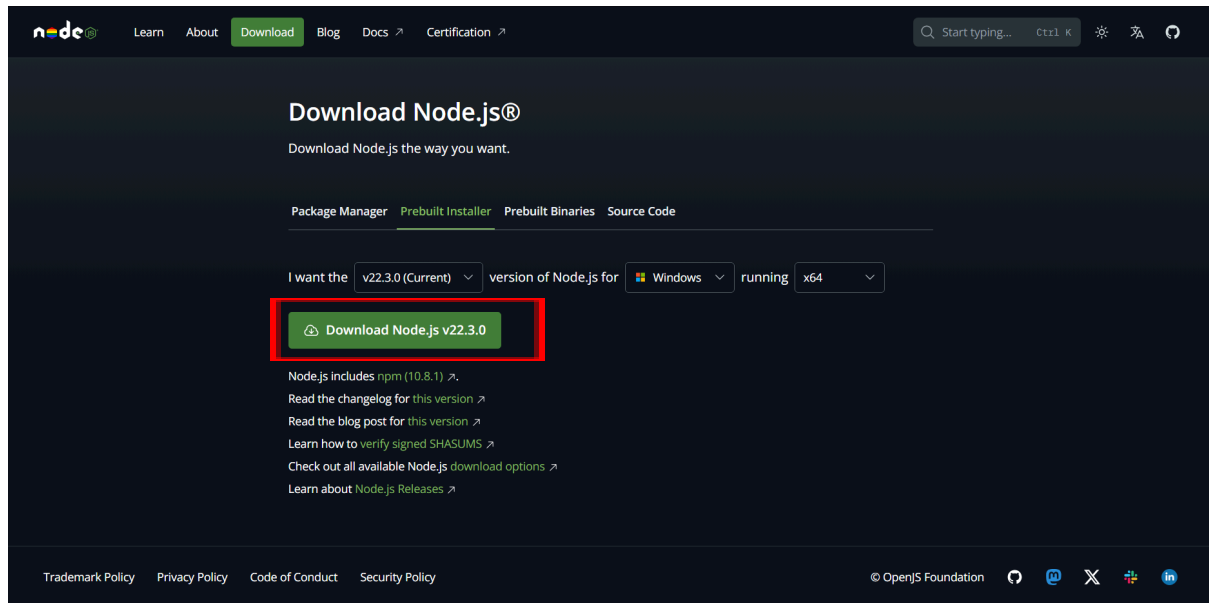 node JS Learn About Download Blog Docs Certification Start typing... Ctrl K
Download Node.js®
Download Node.js the way you want.
Package Manager Prebuilt Installer Prebuilt Binaries Source Code
I want the v22.3.0 (Current) version of Node.js for Windows running x64
Download Node.js v22.3.0
Node.js includes npm (10.8.1).
Read the changelog for this version
Read the blog post for this version
Learn how to verify signed SHASUMS
Check out all available Node.js download options
Learn about Node.js Releases
Trademark Policy Privacy Policy Code of Conduct Security Policy © OpenJS Foundation in